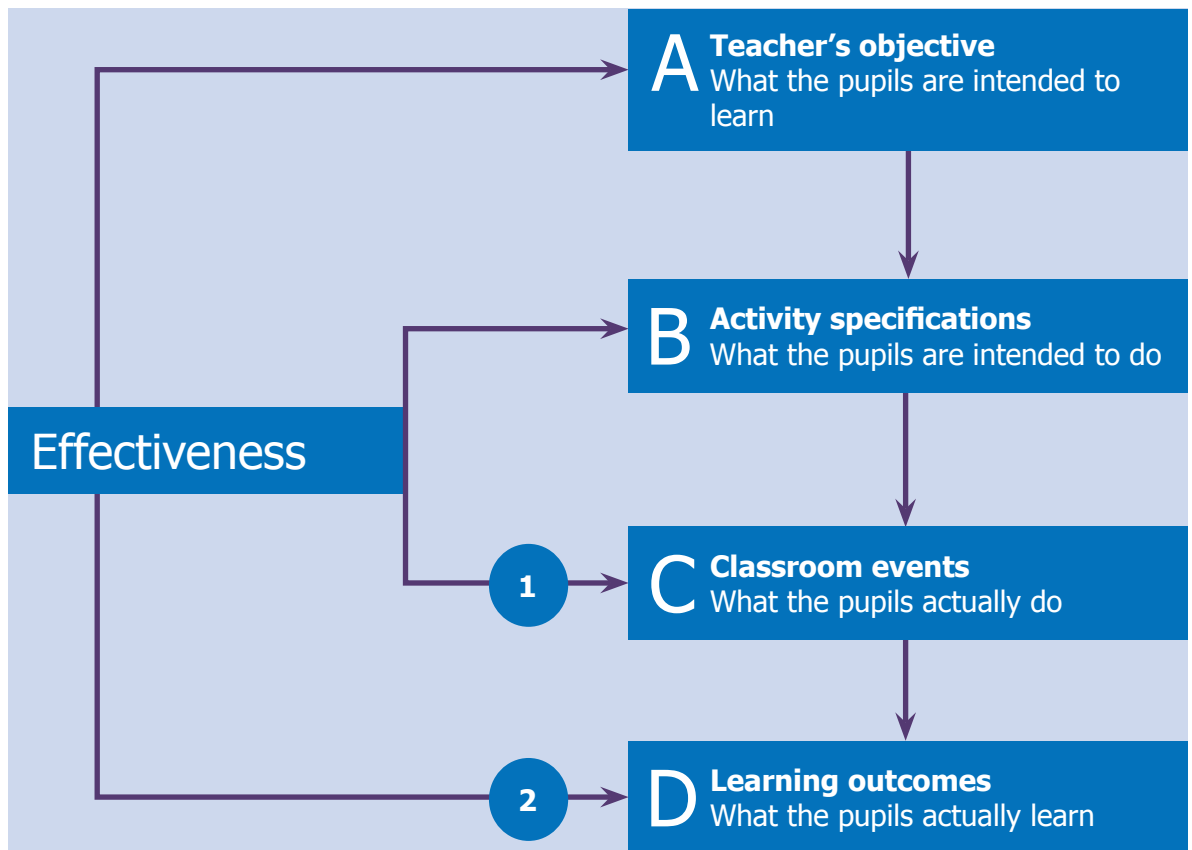 A
Teacher’s objective
What the pupils are intended to
learn
B
Activity specifications
What the pupils are intended to do
Effectiveness
1
C
Classroom events
What the pupils actually do
2
D
Learning outcomes
What the pupils actually learn